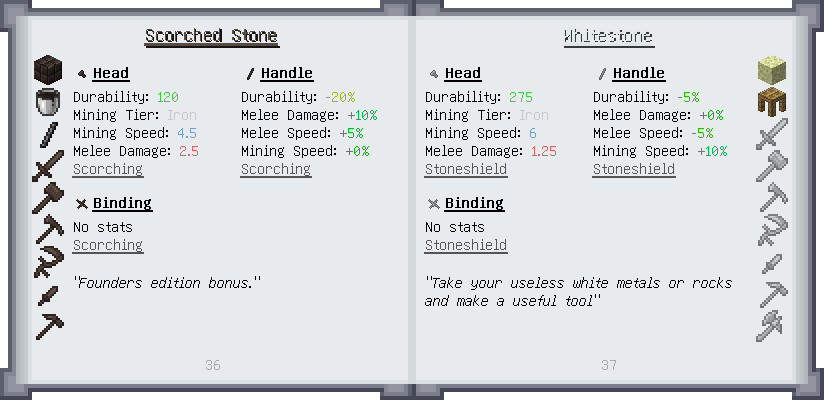 Scorched Stone
Head
Durability: 120
Mining Tier: Iron
Mining Speed: 4.5
Melee Damage: 2.5
Scorching
Handle
Durability: -20%
Melee Damage: +10%
Melee Speed: +5%
Mining Speed: +0%
Scorching
Binding
No stats
Scorching
"Founders edition bonus."
36
Whitestone
Head
Durability: 275
Mining Tier: Iron
Mining Speed: 6
Melee Damage: 1.25
Stoneshield
Handle
Durability: -5%
Melee Damage: +0%
Melee Speed: -5%
Mining Speed: +10%
Stoneshield
Binding
No stats
Stoneshield
"Take your useless white metals or rocks
and make a useful tool"
37